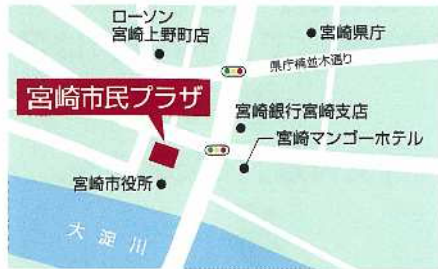 ローソン
宮崎上野町店
宮崎県庁
県庁楠並木通り
宮崎市民プラザ
宮崎銀行宮崎支店
宮崎マンゴーホテル
宮崎市役所
大淀川